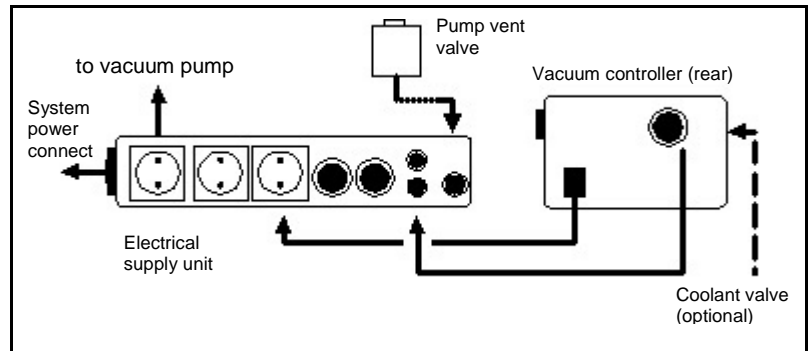 Pump vent
valve
to vacuum pump
Vacuum controller (rear)
System
power
connect
Electrical
supply unit
Coolant valve
(optional)